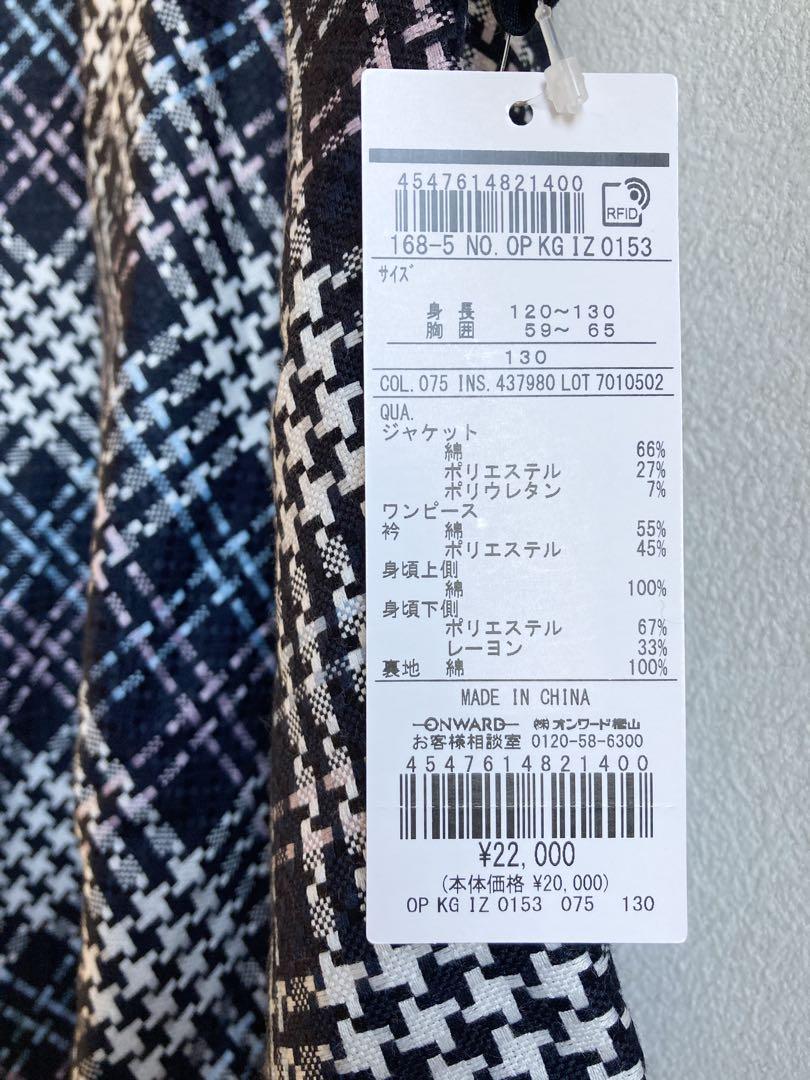 4547614821400
RFID
168-5 NO. OP KG IZ 0153
サイズ
身 長 120～130
胸 囲 59～ 65
130
COL. 075 INS. 437980 LOT 7010502
QUA.
ジャケット
綿 66%
ポリエステル 27%
ポリウレタン 7%
ワンピース
衿 綿 55%
ポリエステル 45%
身頃上側
綿 100%
身頃下側
ポリエステル 67%
レーヨン 33%
裏地 綿 100%
MADE IN CHINA
ONWARD ㈱オンワード樫山
お客様相談室 0120-58-6300
4547614821400
¥22,000
(本体価格 ¥20,000)
OP KG IZ 0153 075 130